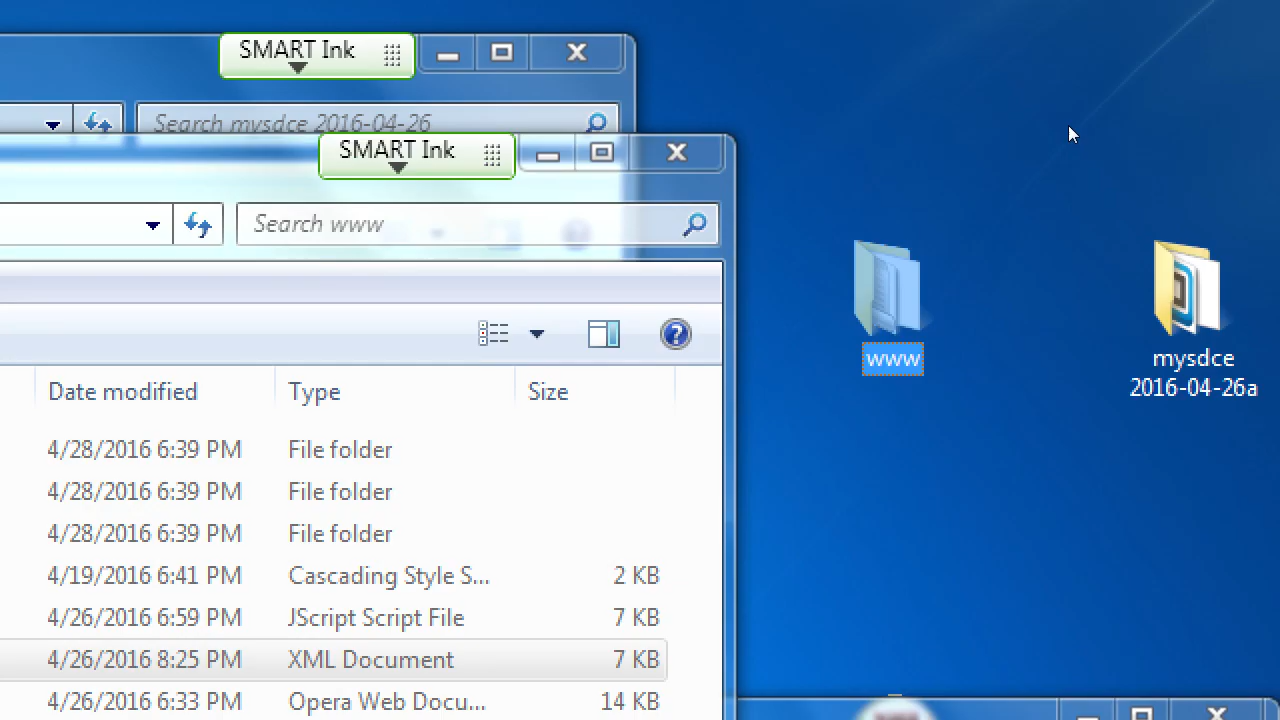 SMART Ink
Search mysdce 2016-04-26
SMART Ink
Search www
www
mysdce
2016-04-26a
Date modified Type Size
4/28/2016 6:39 PM File folder
4/28/2016 6:39 PM File folder
4/28/2016 6:39 PM File folder
4/19/2016 6:41 PM Cascading Style S... 2 KB
4/26/2016 6:59 PM JScript Script File 7 KB
4/26/2016 8:25 PM XML Document 7 KB
4/26/2016 6:33 PM Opera Web Docu... 14 KB